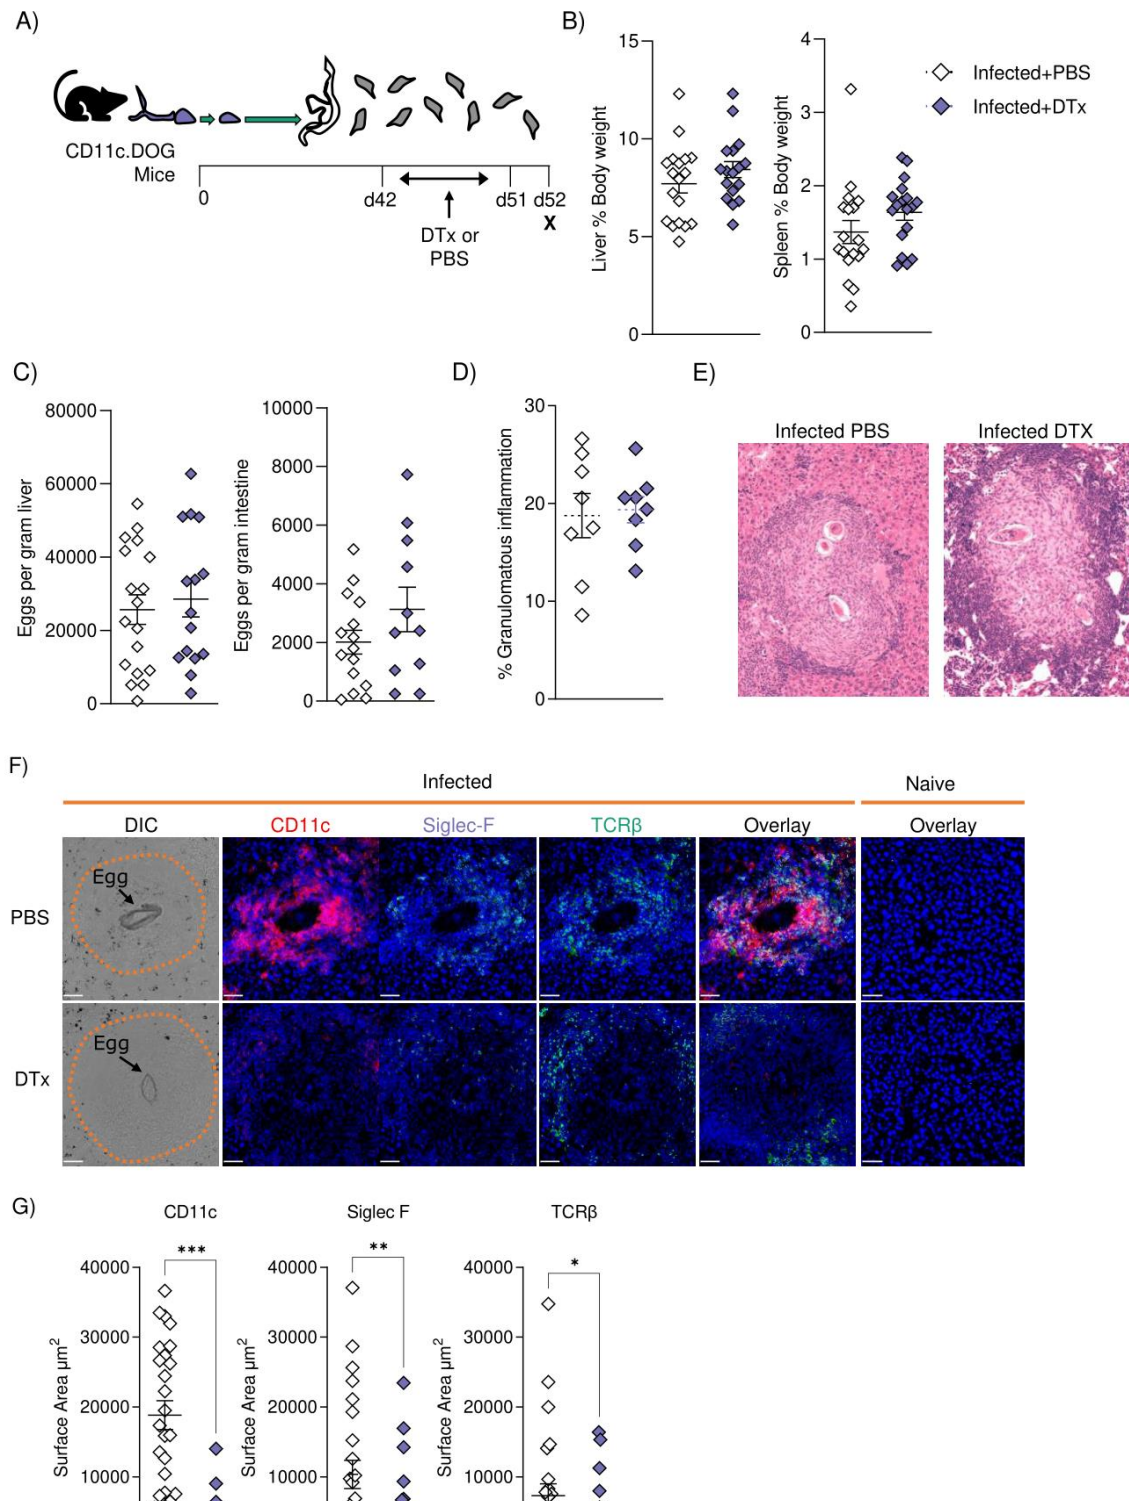 A)
CD11c.DOG
Mice
0
d42
d51
d52
X
DTx or
PBS
B)
Liver % Body weight
15
10
5
0
Spleen % Body weight
4
3
2
1
0
Infected+PBS
Infected+DTx
C)
Eggs per gram liver
80000
60000
40000
20000
0
Eggs per gram intestine
10000
8000
6000
4000
2000
0
D)
% Granulomatous inflammation
30
20
10
0
E)
Infected PBS
Infected DTX
F)
Infected
Naive
DIC
CD11c
Siglec-F
TCRβ
Overlay
Overlay
PBS
Egg
DTx
Egg
G)
CD11c
***
Surface Area µm²
40000
30000
20000
10000
Siglec F
**
Surface Area µm²
40000
30000
20000
10000
TCRβ
*
Surface Area µm²
40000
30000
20000
10000